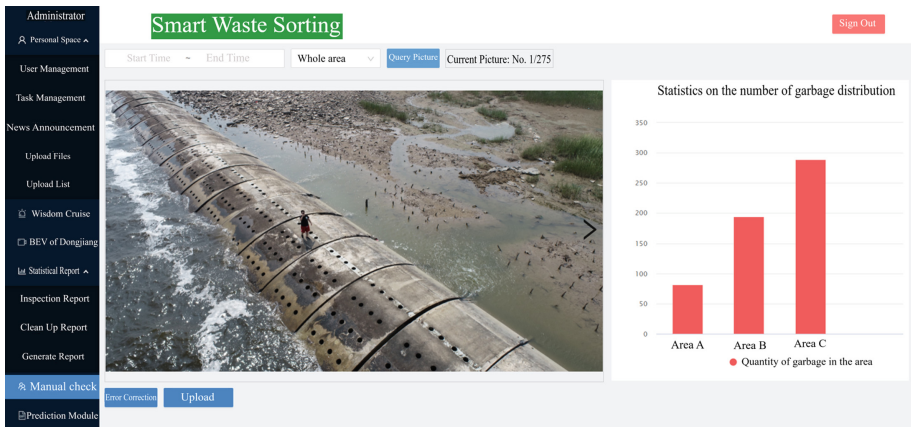 Administrator
Personal Space
User Management
Task Management
News Announcement
Upload Files
Upload List
Wisdom Cruise
BEV of Dongjiang
Statistical Report
Inspection Report
Clean Up Report
Generate Report
Manual check
Prediction Module
Smart Waste Sorting
Sign Out
Start Time ~ End Time
Whole area
Query Picture
Current Picture: No. 1/275
Error Correction
Upload
Statistics on the number of garbage distribution
350
300
250
200
150
100
50
0
Area A
Area B
Area C
Quantity of garbage in the area